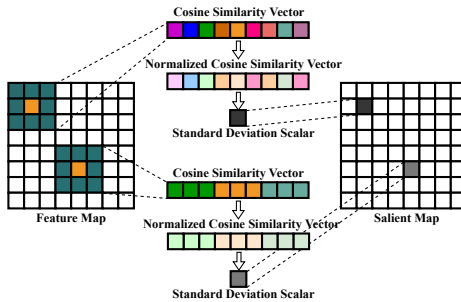 Cosine Similarity Vector
Normalized Cosine Similarity Vector
Standard Deviation Scalar
Cosine Similarity Vector
Feature Map
Normalized Cosine Similarity Vector
Salient Map
Standard Deviation Scalar